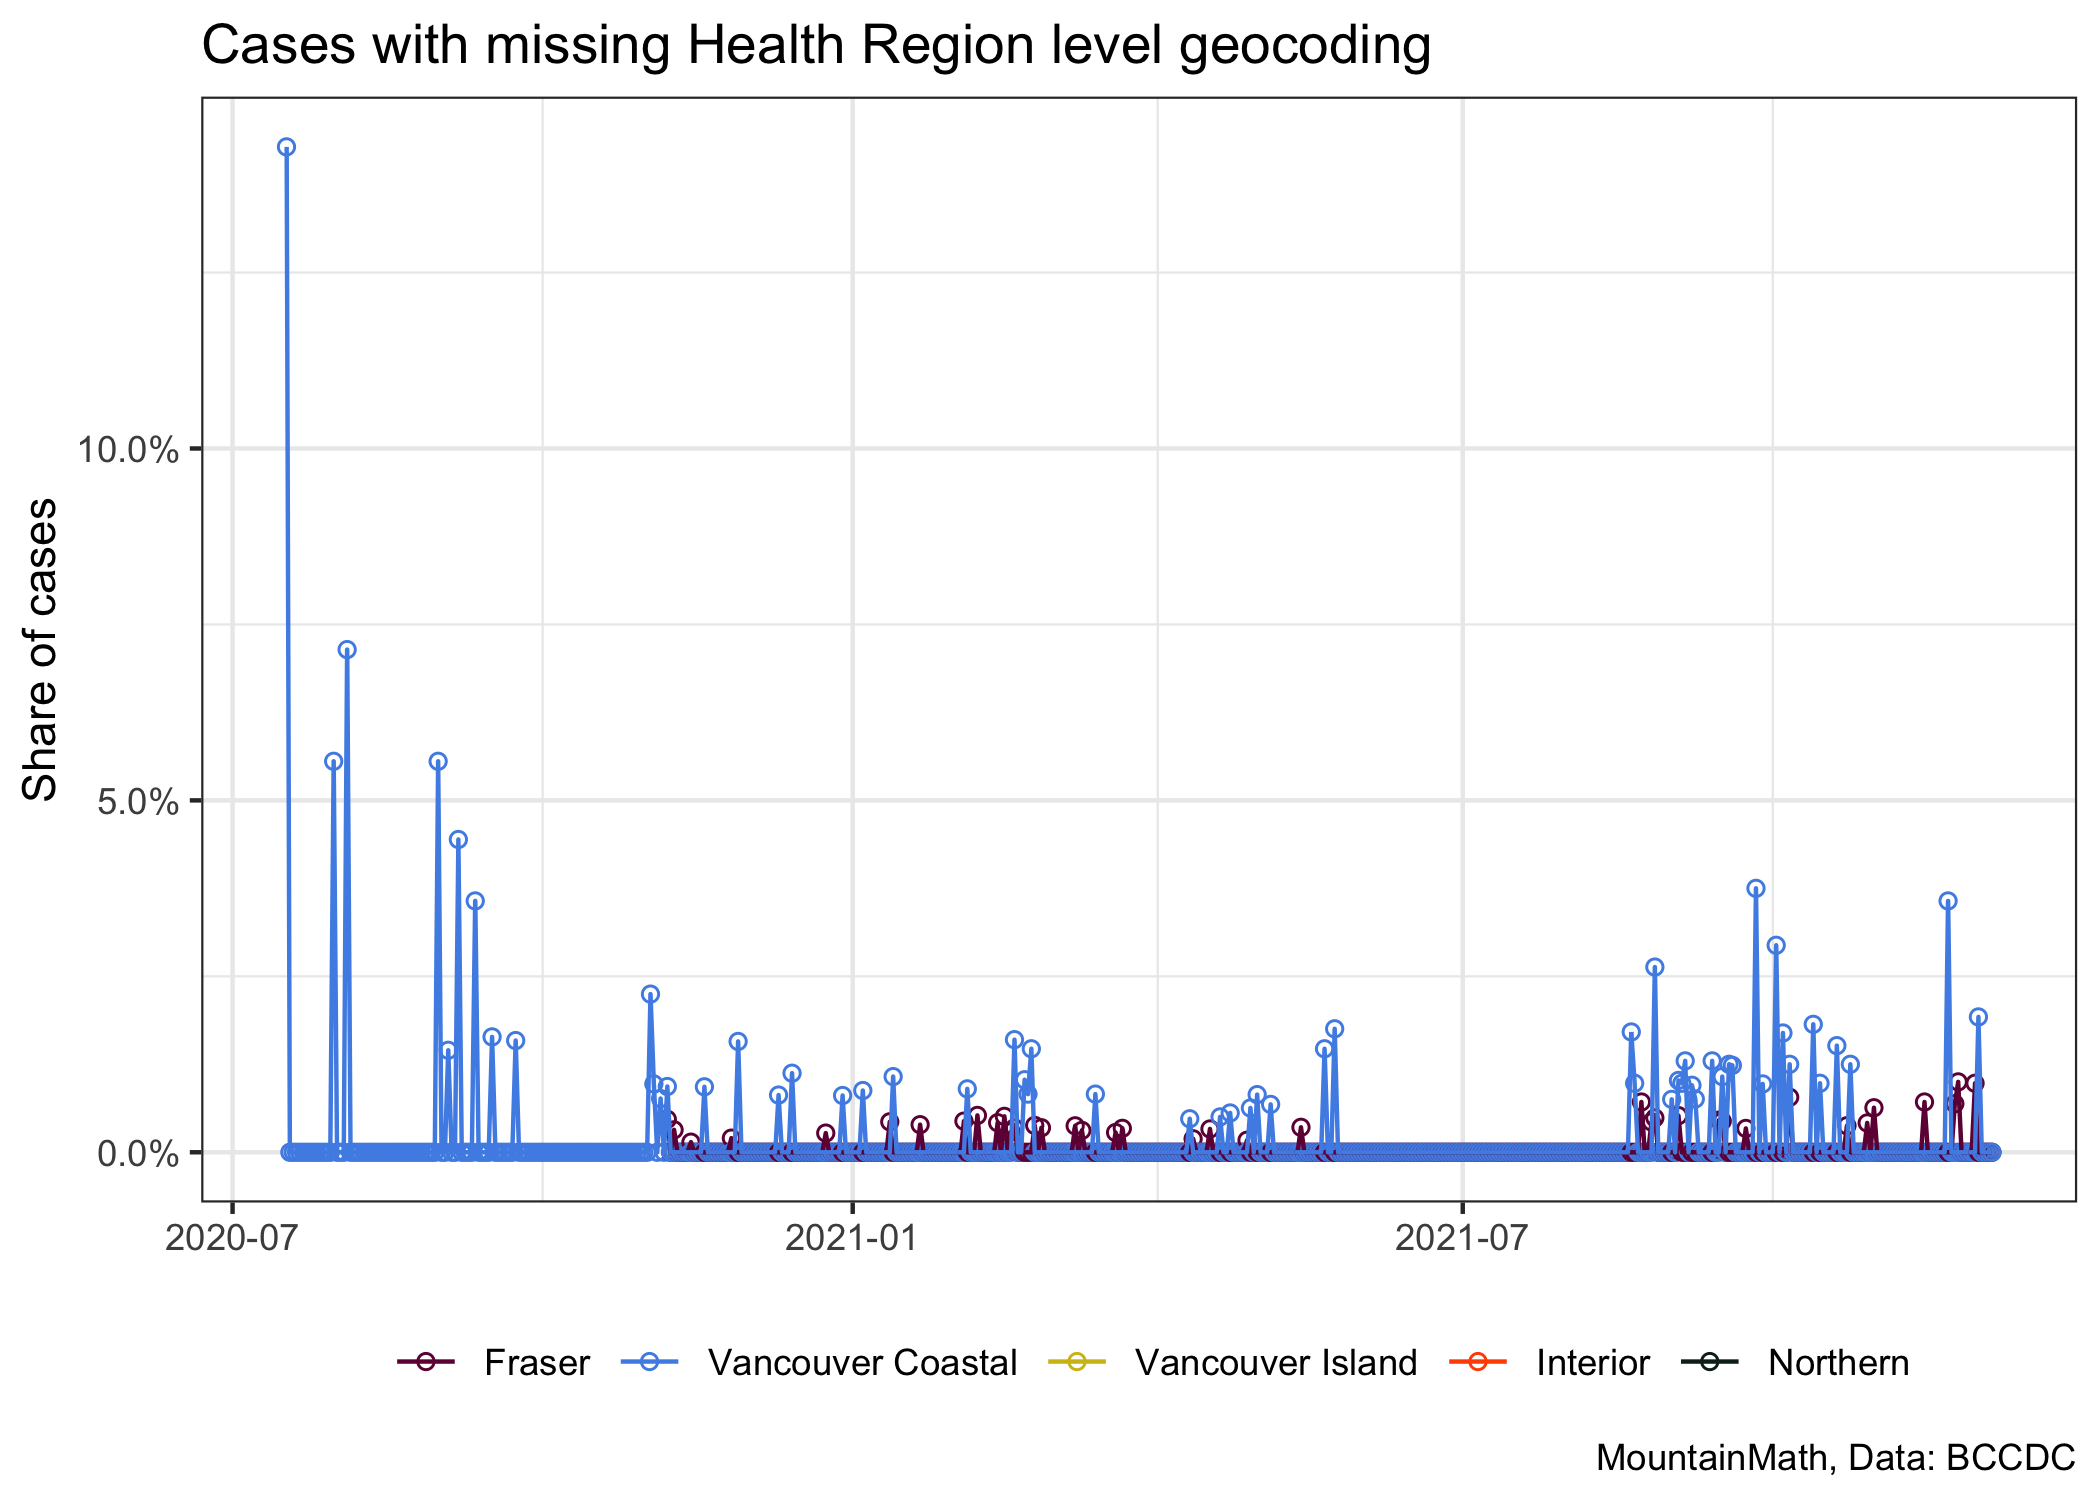 Cases with missing Health Region level geocoding
Share of cases
10.0%
5.0%
0.0%
2020-07 2021-01 2021-07
Fraser Vancouver Coastal Vancouver Island Interior Northern
MountainMath, Data: BCCDC